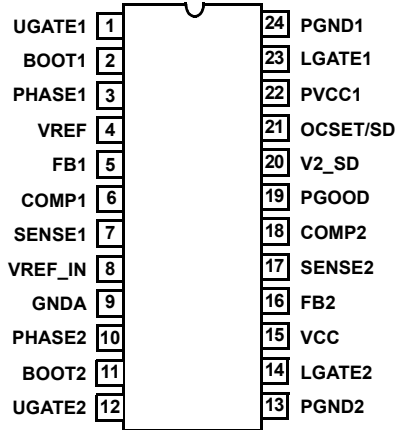 UGATE1 1 24 PGND1
BOOT1 2 23 LGATE1
PHASE1 3 22 PVCC1
VREF 4 21 OCSET/SD
FB1 5 20 V2_SD
COMP1 6 19 PGOOD
SENSE1 7 18 COMP2
VREF_IN 8 17 SENSE2
GNDA 9 16 FB2
PHASE2 10 15 VCC
BOOT2 11 14 LGATE2
UGATE2 12 13 PGND2